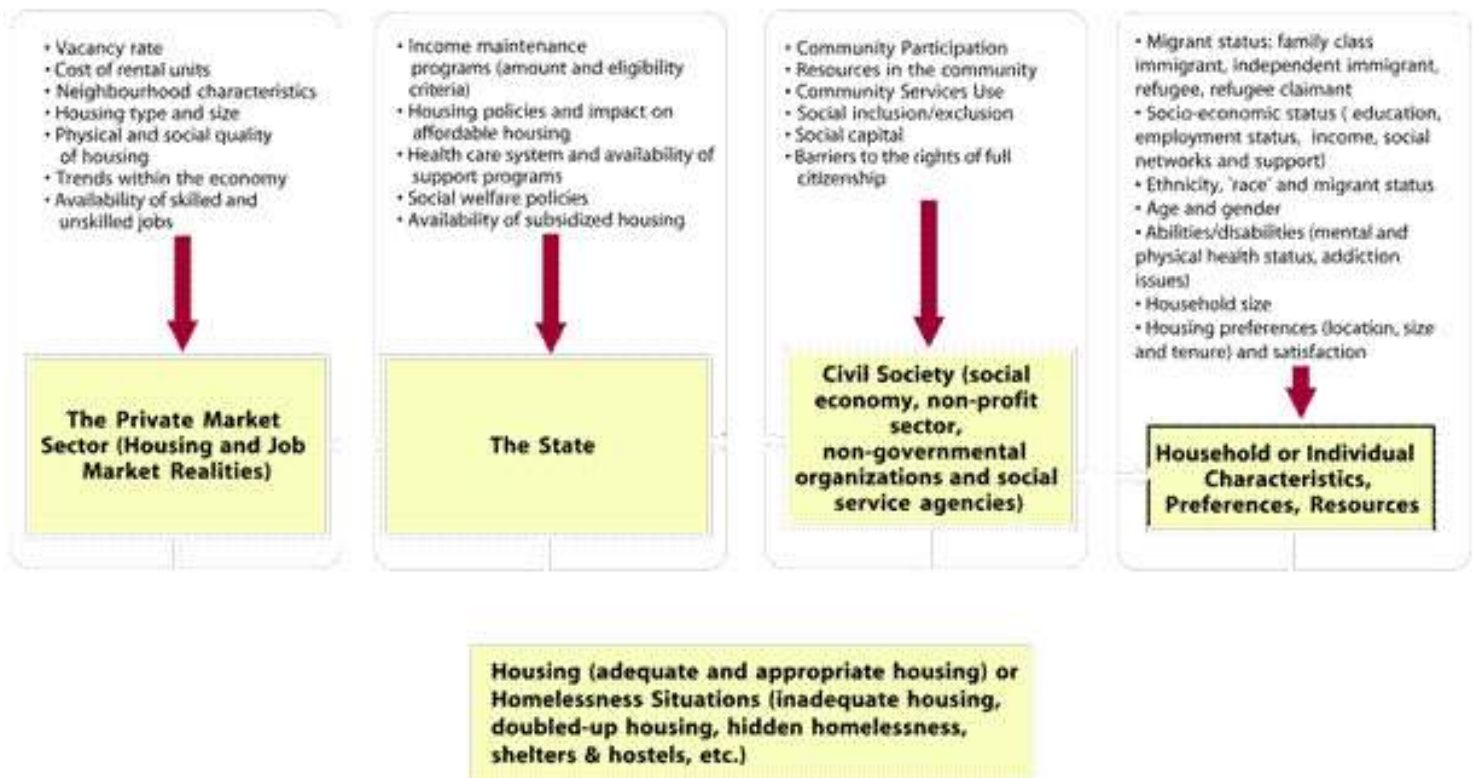 • Vacancy rate
• Cost of rental units
• Neighbourhood characteristics
• Housing type and size
• Physical and social quality
of housing
• Trends within the economy
• Availability of skilled and
unskilled jobs
The Private Market
Sector (Housing and Job
Market Realities)
• Income maintenance
programs (amount and eligibility
criteria)
• Housing policies and impact on
affordable housing
• Health care system and availability of
support programs
• Social welfare policies
• Availability of subsidized housing
The State
• Community Participation
• Resources in the community
• Community Services Use
• Social inclusion/exclusion
• Social capital
• Barriers to the rights of full
citizenship
Civil Society (social
economy, non-profit
sector,
non-governmental
organizations and social
service agencies)
• Migrant status: family class
immigrant, independent immigrant,
refugee, refugee claimant
• Socio-economic status ( education,
employment status, income, social
networks and support)
• Ethnicity, 'race' and migrant status
• Age and gender
• Abilities/disabilities (mental and
physical health status, addiction
issues)
• Household size
• Housing preferences (location, size
and tenure) and satisfaction
Household or Individual
Characteristics,
Preferences, Resources
Housing (adequate and appropriate housing) or
Homelessness Situations (inadequate housing,
doubled-up housing, hidden homelessness,
shelters & hostels, etc.)